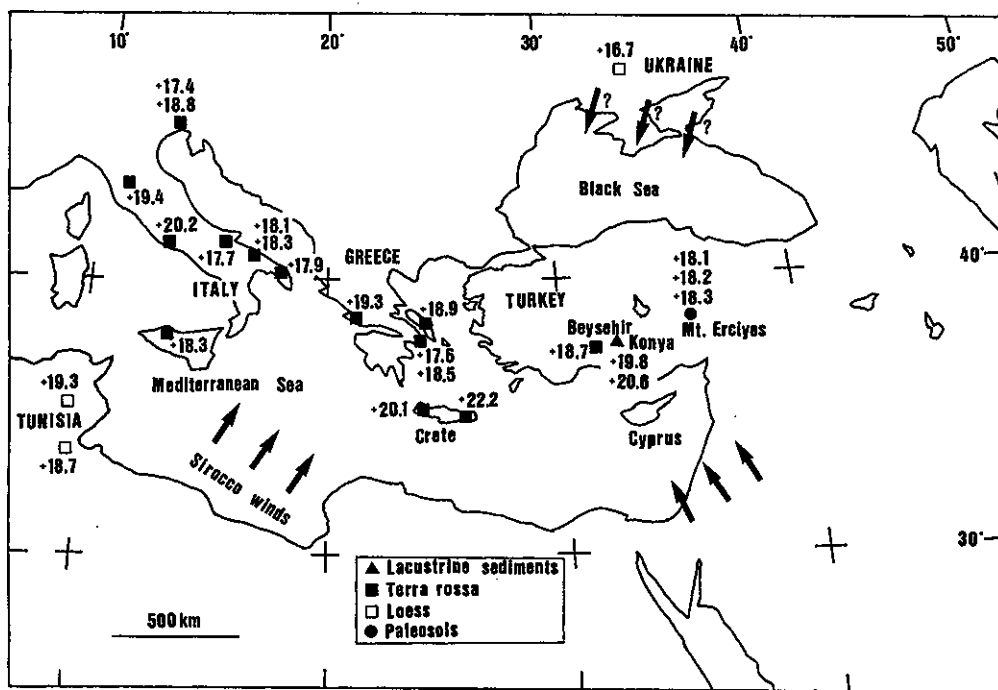 10°
20°
30°
40°
50°
+16.7
UKRAINE
+17.4
+18.8
?
?
?
Black Sea
+19.4
+20.2
+18.1
+18.3
+17.7
+17.9
ITALY
GREECE
40°
+18.1
+18.2
+18.3
TURKEY
+19.3
+18.9
Mt. Erciyes
Beysehir
Konya
+18.7
+18.3
+17.6
+18.5
+19.8
+20.6
+19.3
Mediterranean Sea
TUNISIA
+20.1
+22.2
Crete
Cyprus
+18.7
Sirocco winds
30°
Lacustrine sediments
Terra rossa
Loess
Paleosols
500 km